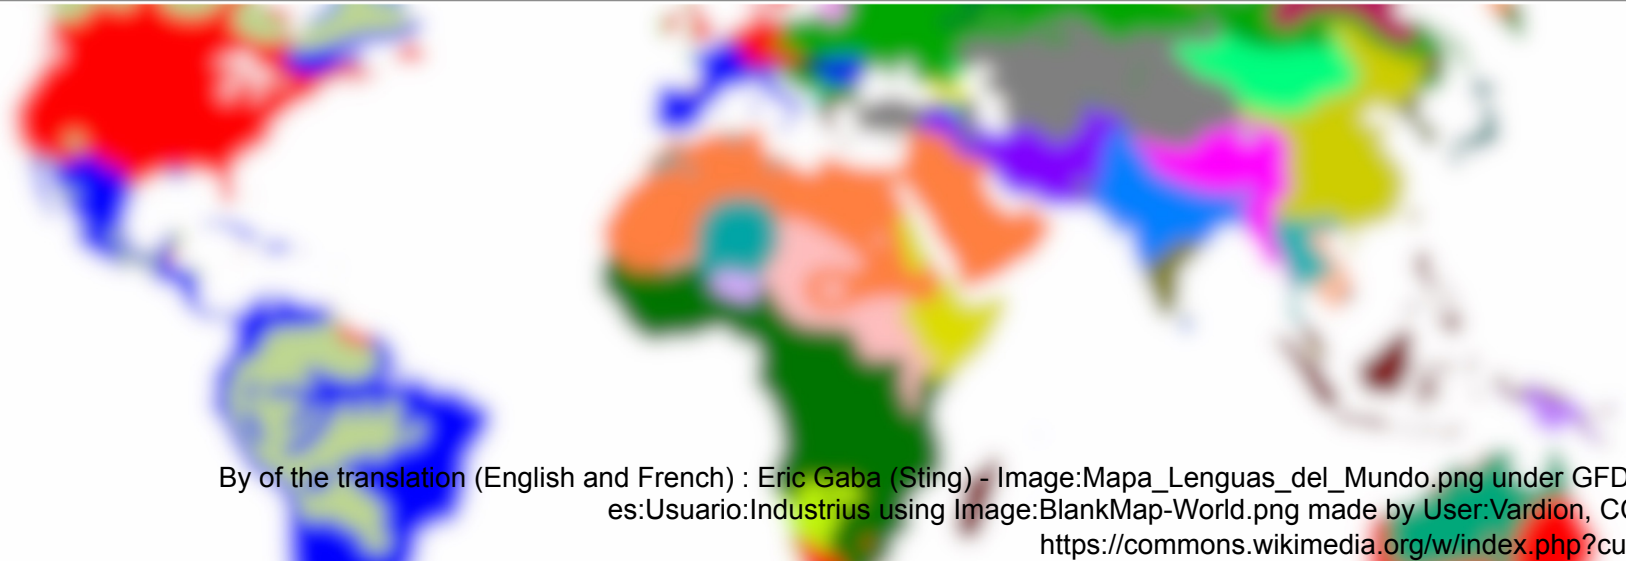 By of the translation (English and French) : Eric Gaba (Sting) - Image:Mapa_Lenguas_del_Mundo.png under GFD
es:Usuario:Industrius using Image:BlankMap-World.png made by User:Vardion, CC
https://commons.wikimedia.org/w/index.php?cu